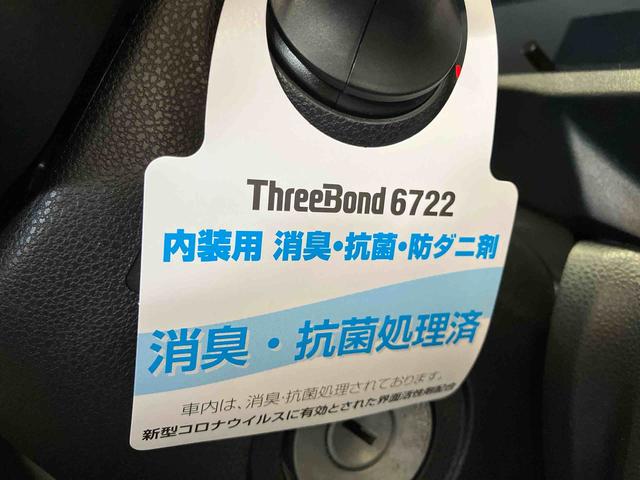 ThreeBond 6722
内装用 消臭・抗菌・防ダニ剤
消臭・抗菌処理済
車内は、消臭・抗菌処理されております。
新型コロナウイルスに有効とされた界面活性剤配合